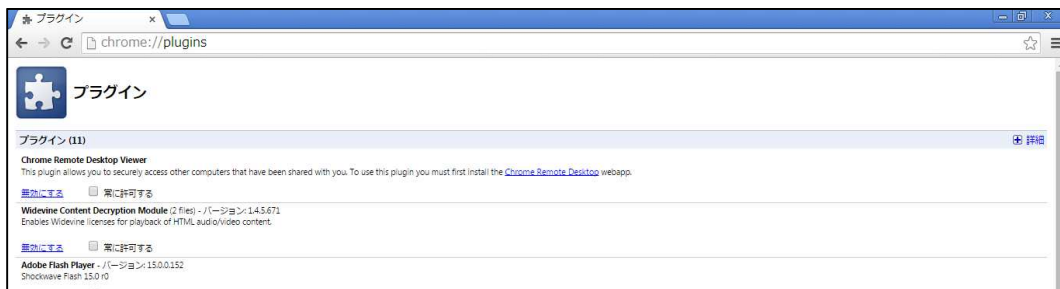 プラグイン
chrome://plugins
プラグイン
プラグイン (11)
詳細
Chrome Remote Desktop Viewer
This plugin allows you to securely access other computers that have been shared with you. To use this plugin you must first install the Chrome Remote Desktop webapp.
無効にする 常に許可する
Widevine Content Decryption Module (2 files) - バージョン: 1.4.5.671
Enables Widevine licenses for playback of HTML audio/video content.
無効にする 常に許可する
Adobe Flash Player - バージョン: 15.0.0.152
Shockwave Flash 15.0 r0